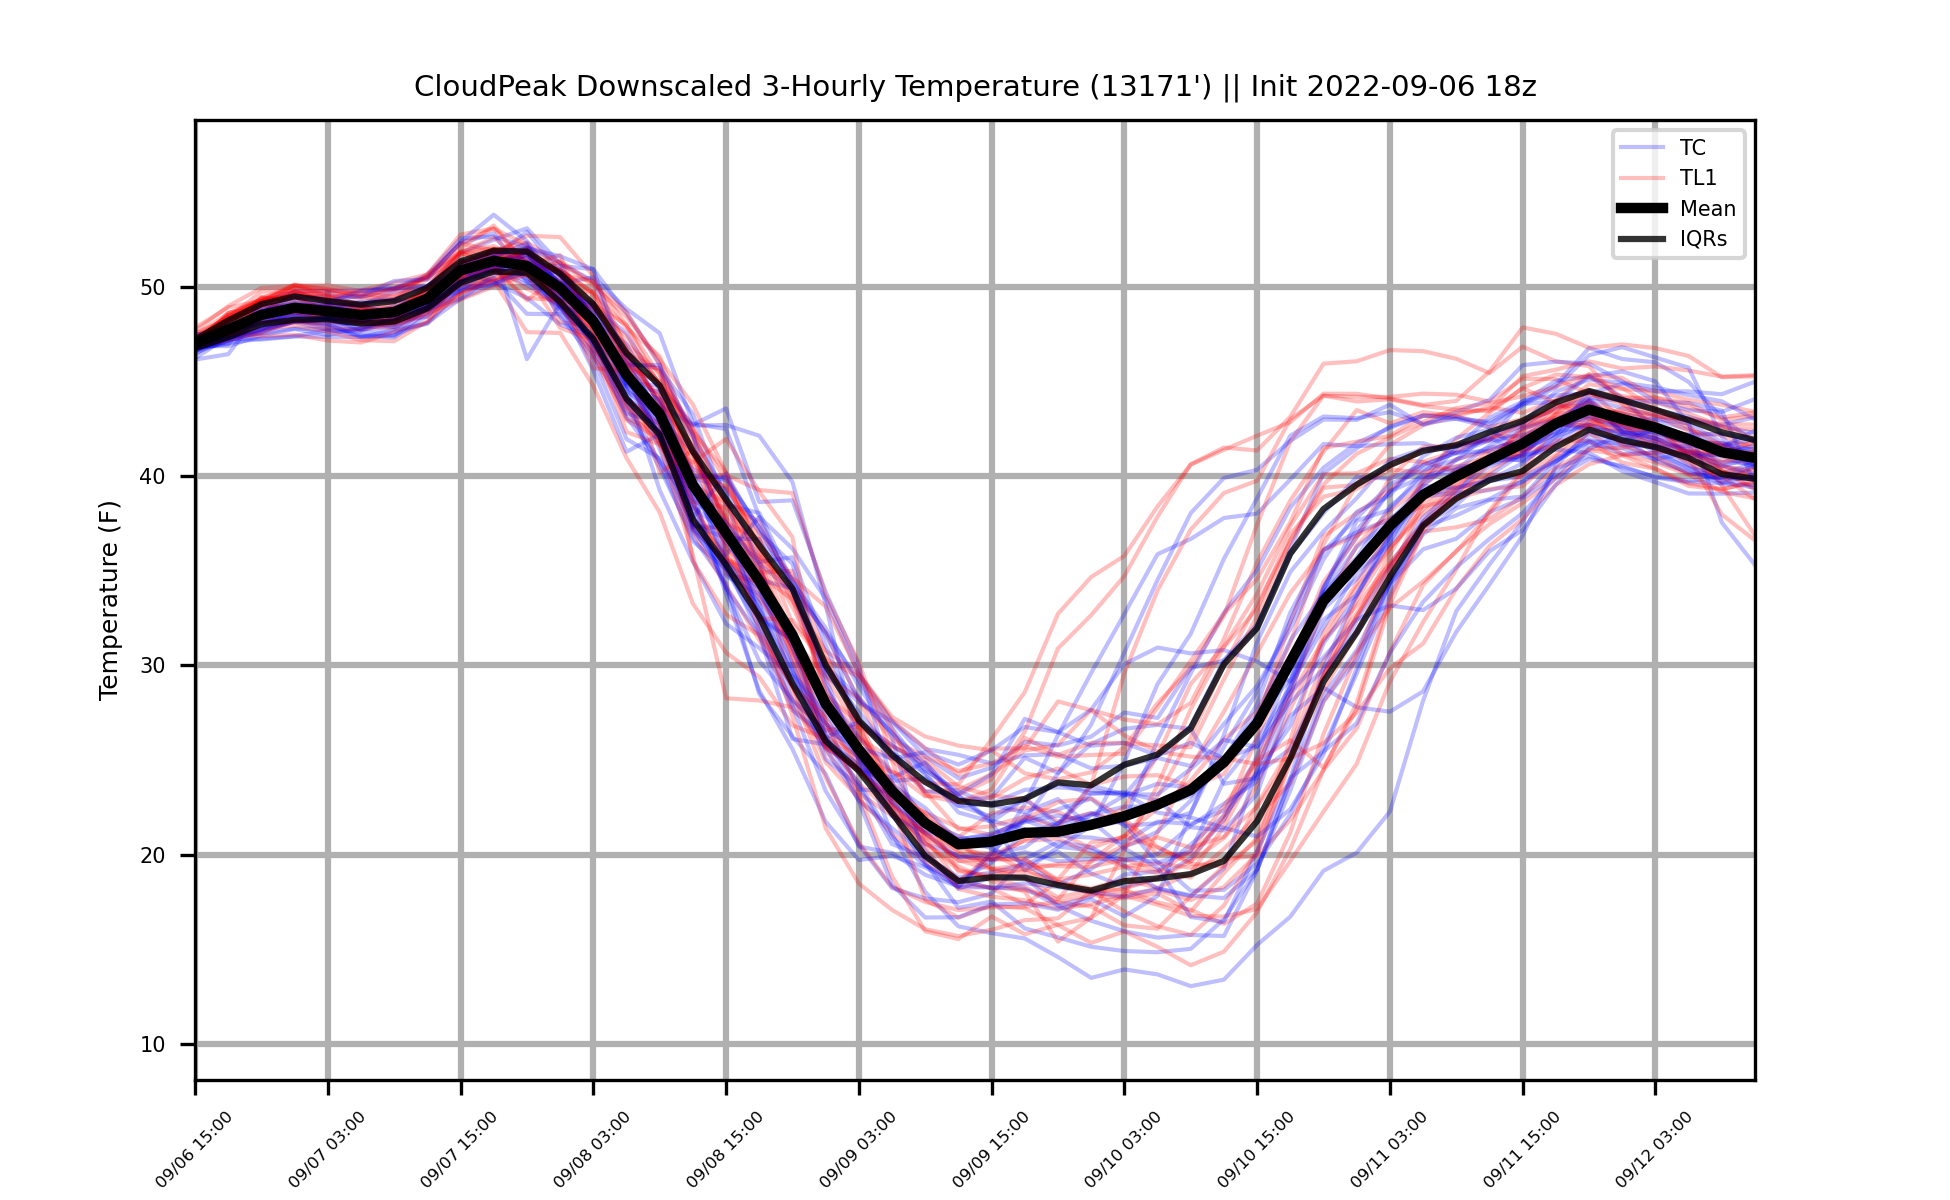 CloudPeak Downscaled 3-Hourly Temperature (13171') || Init 2022-09-06 18z
TC
TL1
Mean
IQRs
Temperature (F)
50
40
30
20
10
09/06 15:00
09/07 03:00
09/07 15:00
09/08 03:00
09/08 15:00
09/09 03:00
09/09 15:00
09/10 03:00
09/10 15:00
09/11 03:00
09/11 15:00
09/12 03:00